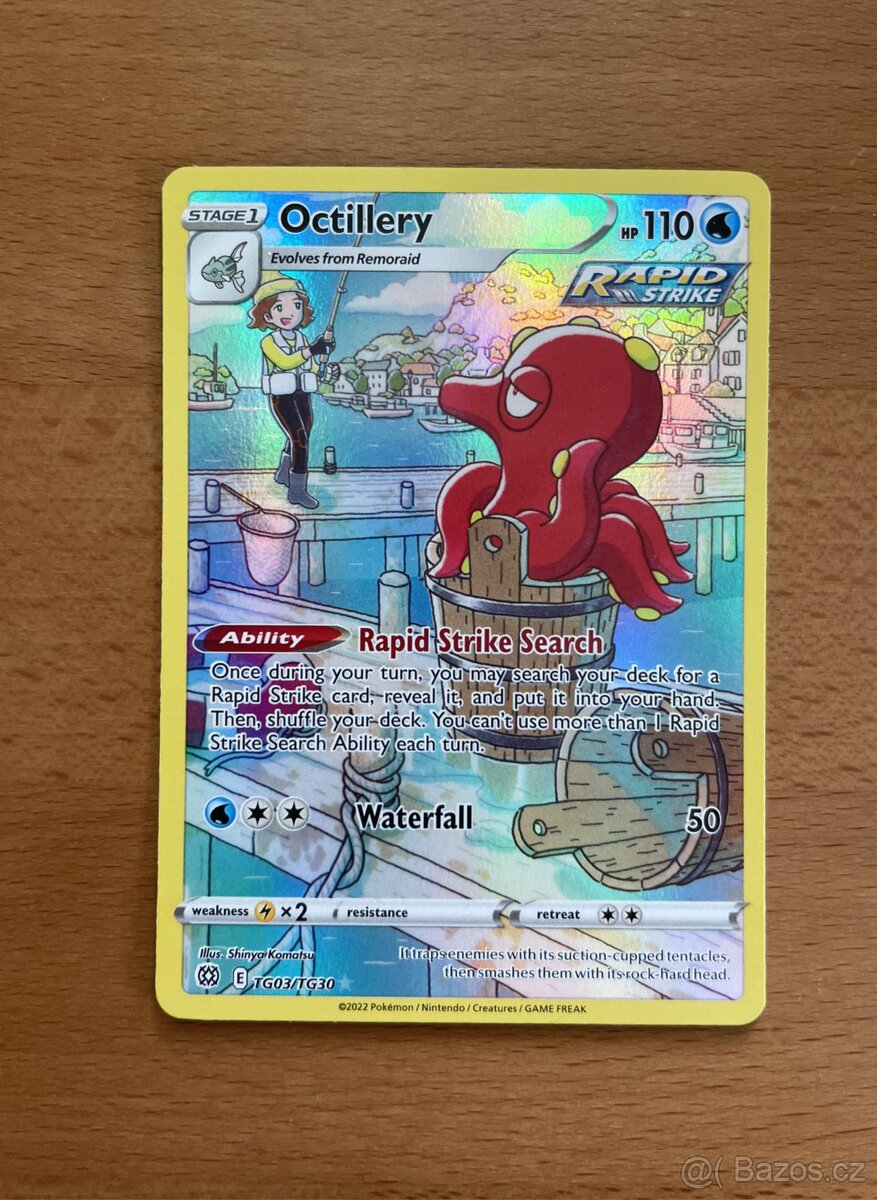 STAGE 1
Octillery
HP 110
Evolves from Remoraid
RAPID
STRIKE
Ability
Rapid Strike Search
Once during your turn, you may search your deck for a
Rapid Strike card, reveal it, and put it into your hand.
Then, shuffle your deck. You can't use more than 1 Rapid
Strike Search Ability each turn.
Waterfall
50
weakness ×2
resistance
retreat
Illus. Shinya Komatsu
It traps enemies with its suction-cupped tentacles,
then smashes them with its rock-hard head.
E TG03/TG30
©2022 Pokémon / Nintendo / Creatures / GAME FREAK
@( Bazos.cz